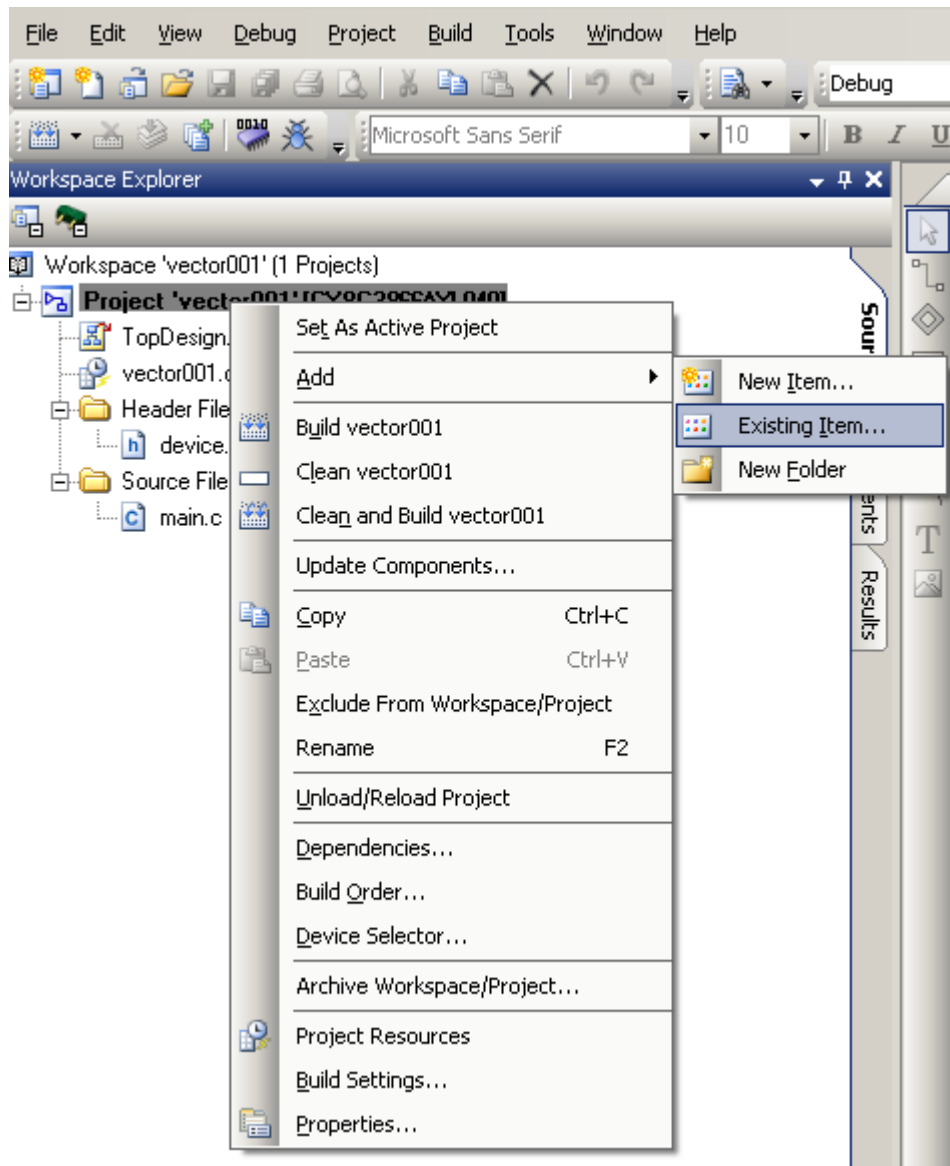 File Edit View Debug Project Build Tools Window Help
Debug
0010
Microsoft Sans Serif 10 B I U
Workspace Explorer
Workspace 'vector001' (1 Projects)
Project 'vector001'
TopDesign.
vector001.c
Header File
h device.
Source File
c main.c
Set As Active Project
Add
Build vector001
Clean vector001
Clean and Build vector001
Update Components...
Copy Ctrl+C
Paste Ctrl+V
Exclude From Workspace/Project
Rename F2
Unload/Reload Project
Dependencies...
Build Order...
Device Selector...
Archive Workspace/Project...
Project Resources
Build Settings...
Properties...
New Item...
Existing Item...
New Folder
Sour
ents
Results
T